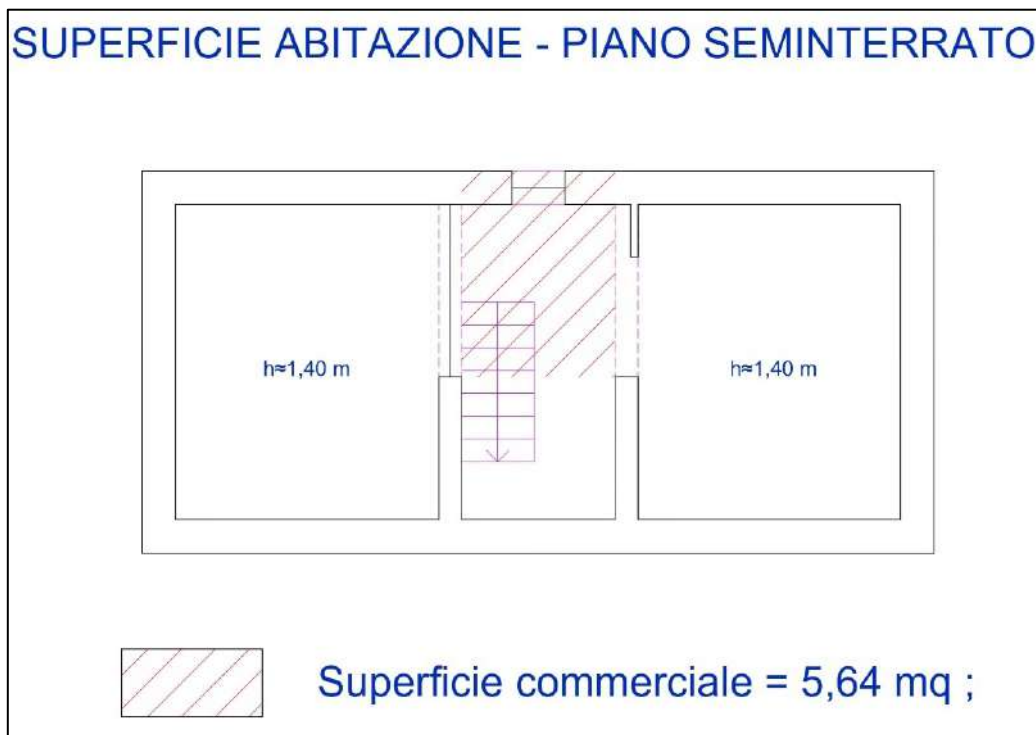 SUPERFICIE ABITAZIONE - PIANO SEMINTERRATO
h≈1,40 m
h≈1,40 m
Superficie commerciale = 5,64 mq ;